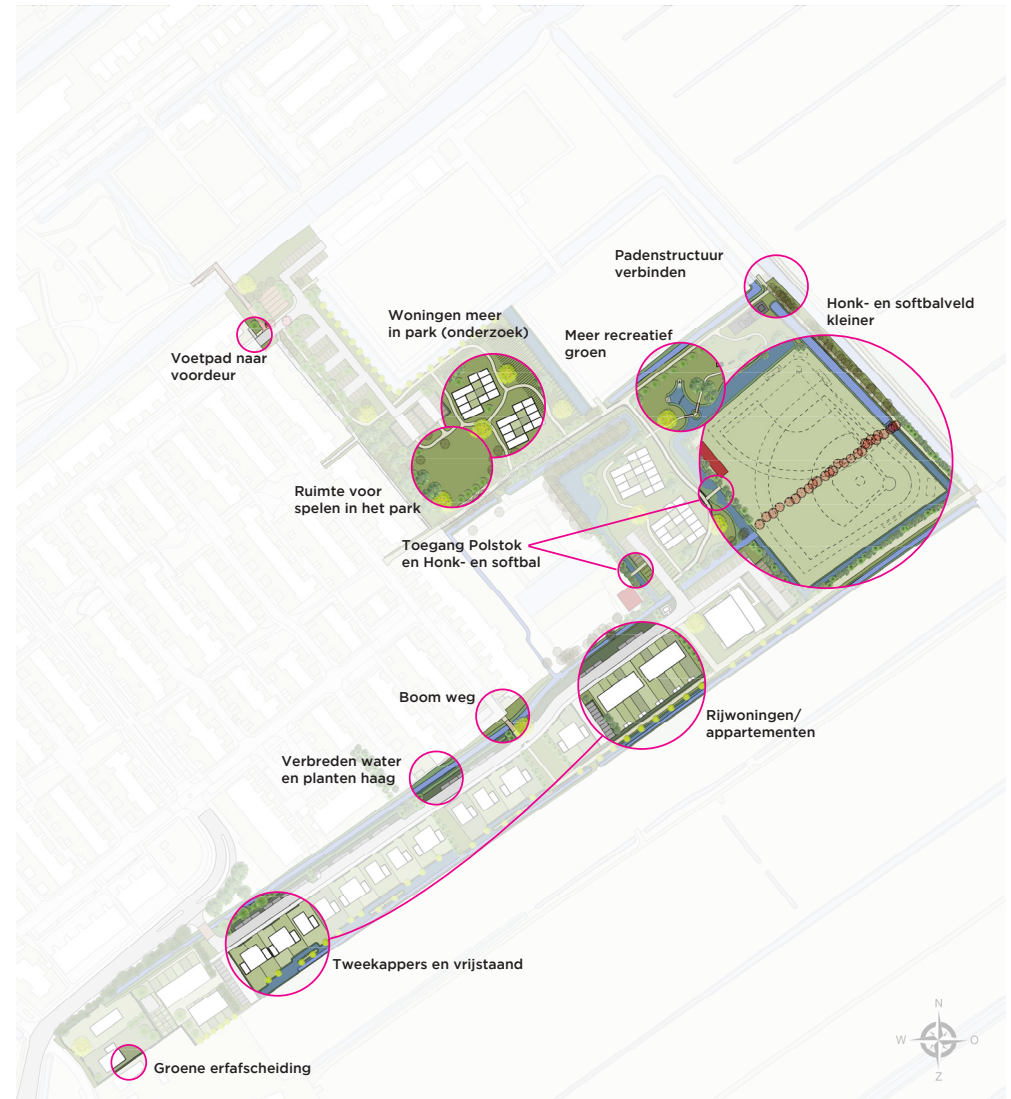 Padenstructuur
verbinden
Honk- en softbalveld
kleiner
Woningen meer
in park (onderzoek)
Meer recreatief
groen
Voetpad naar
voordeur
Ruimte voor
spelen in het park
Toegang Polstok
en Honk- en softbal
Boom weg
Rijwoningen/
appartementen
Verbreden water
en planten haag
Tweekappers en vrijstaand
Groene erfafscheiding
N
W
O
Z